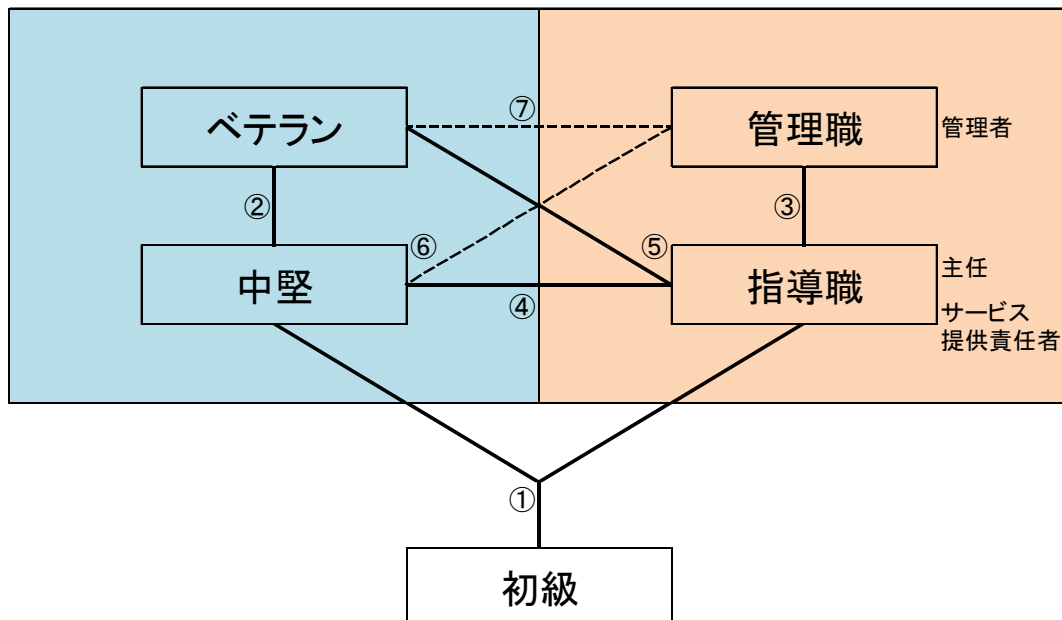 ⑦
ベテラン
管理職
管理者
②
③
⑥
⑤
中堅
指導職
主任
④
サービス
提供責任者
①
初級